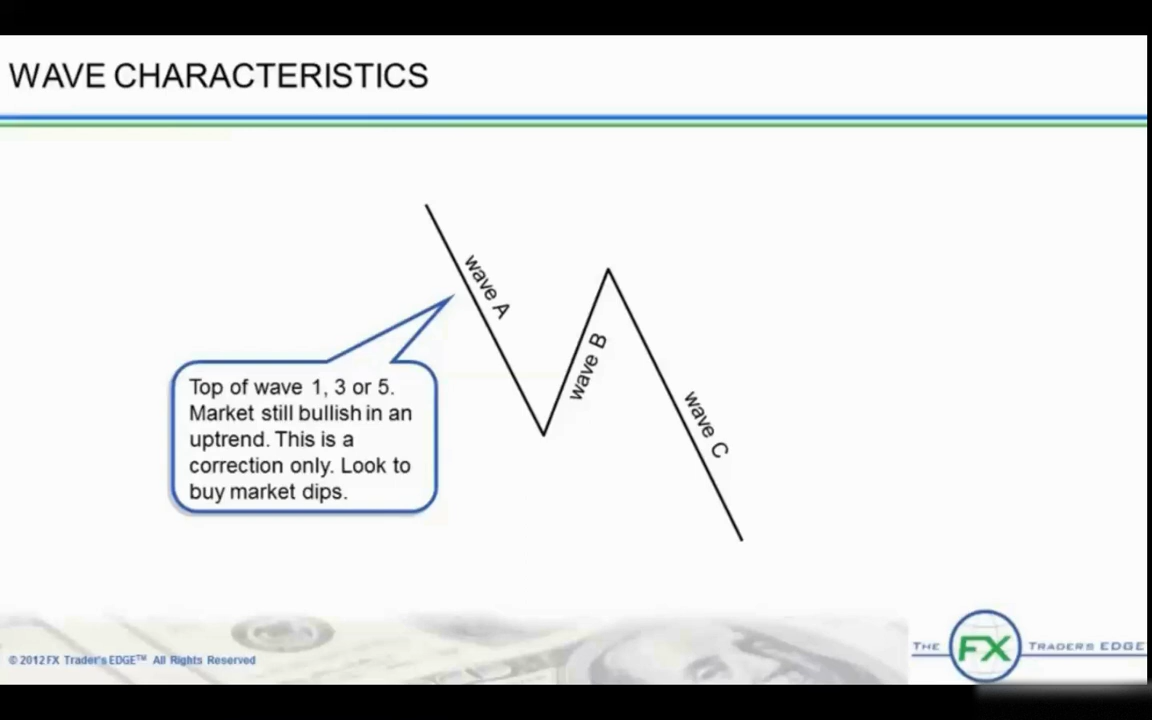 WAVE CHARACTERISTICS
wave A
wave B
wave C
Top of wave 1, 3 or 5.
Market still bullish in an
uptrend. This is a
correction only. Look to
buy market dips.
© 2012 FX Trader's EDGE™ All Rights Reserved
THE FX TRADERS EDGE